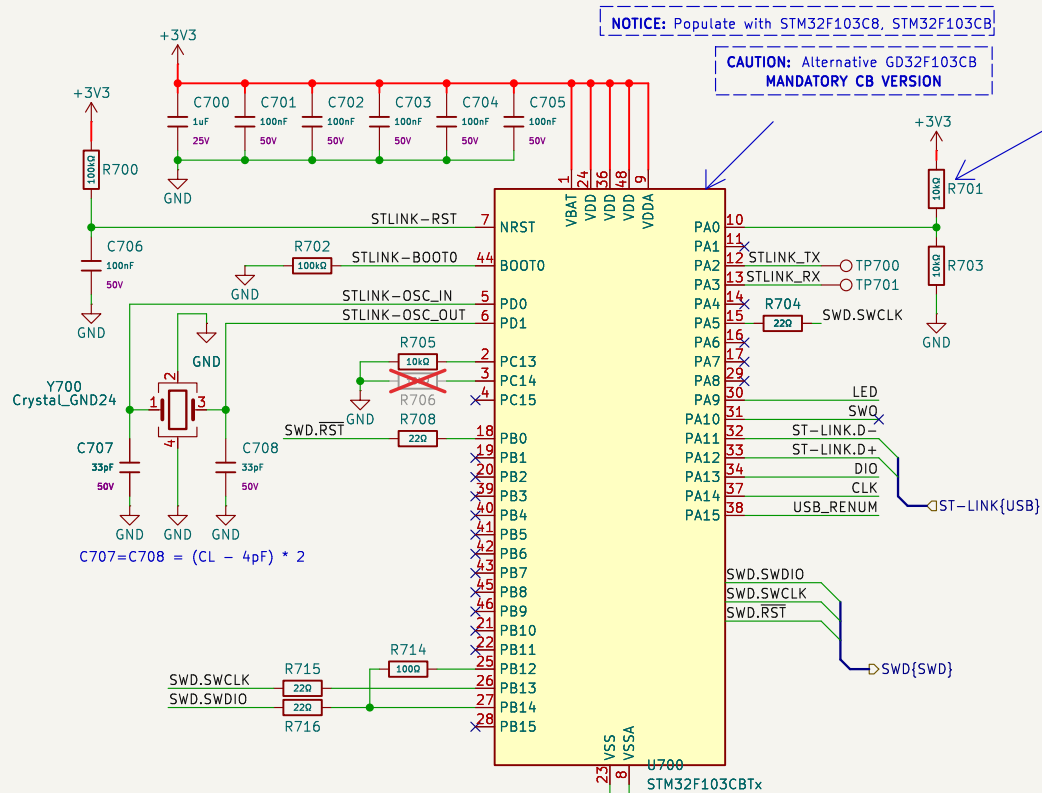 NOTICE: Populate with STM32F103C8, STM32F103CB
CAUTION: Alternative GD32F103CB
MANDATORY CB VERSION
+3V3
+3V3
+3V3
C700
1uF
25V
C701
100nF
50V
C702
100nF
50V
C703
100nF
50V
C704
100nF
50V
C705
100nF
50V
GND
R700
100kΩ
C706
100nF
50V
GND
STLINK-RST
R702
100kΩ
GND
STLINK-BOOT0
STLINK-OSC_IN
STLINK-OSC_OUT
GND
Y700
Crystal_GND24
1
2
3
4
C707
33pF
50V
C708
33pF
50V
GND
GND
GND
C707=C708 = (CL - 4pF) * 2
R705
10kΩ
R706
GND
SWD.RST
R708
22Ω
R714
100Ω
SWD.SWCLK
R715
22Ω
SWD.SWDIO
22Ω
R716
1
VBAT
24
VDD
36
VDD
48
VDD
9
VDDA
7 NRST
44 BOOT0
5 PD0
6 PD1
2 PC13
3 PC14
4 PC15
18 PB0
19 PB1
20 PB2
39 PB3
40 PB4
41 PB5
42 PB6
43 PB7
45 PB8
46 PB9
21 PB10
22 PB11
25 PB12
26 PB13
27 PB14
28 PB15
PA0 10
PA1 11
PA2 12 STLINK_TX TP700
PA3 13 STLINK_RX TP701
PA4 14
PA5 15 R704 22Ω SWD.SWCLK
PA6 16
PA7 17
PA8 29
PA9 30 LED
PA10 31 SWO
PA11 32 ST-LINK.D-
PA12 33 ST-LINK.D+
PA13 34 DIO
PA14 37 CLK
PA15 38 USB_RENUM
ST-LINK{USB}
R701
10kΩ
R703
10kΩ
GND
SWD.SWDIO
SWD.SWCLK
SWD.RST
SWD{SWD}
VSS
23
VSSA
8
U700
STM32F103CBTx